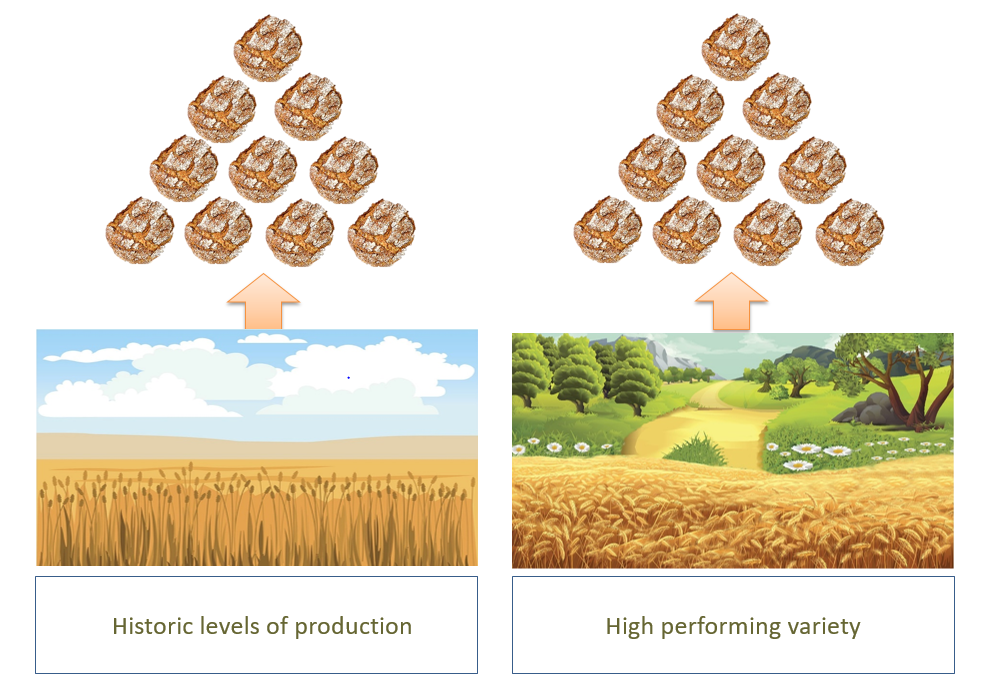 Historic levels of production
High performing variety